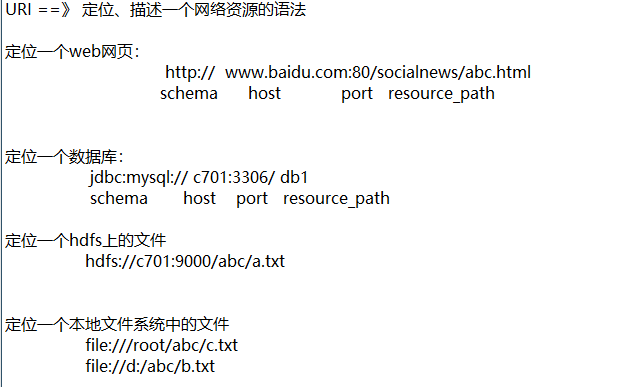 URI ==》 定位、描述一个网络资源的语法
定位一个web网页：
http:// www.baidu.com:80/socialnews/abc.html
schema host port resource_path
定位一个数据库：
jdbc:mysql:// c701:3306/ db1
schema host port resource_path
定位一个hdfs上的文件
hdfs://c701:9000/abc/a.txt
定位一个本地文件系统中的文件
file:///root/abc/c.txt
file://d:/abc/b.txt